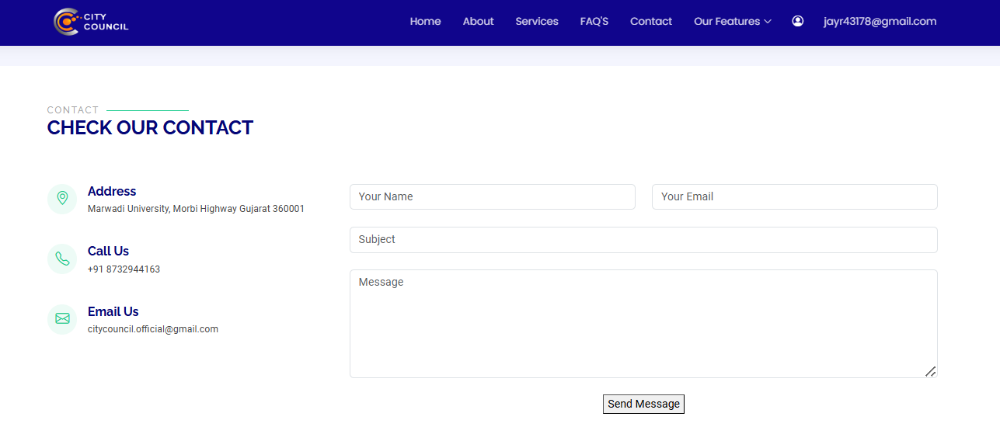 CITY
COUNCIL
Home About Services FAQ'S Contact Our Features jayr43178@gmail.com
CONTACT
CHECK OUR CONTACT
Address
Marwadi University, Morbi Highway Gujarat 360001
Call Us
+91 8732944163
Email Us
citycouncil.official@gmail.com
Your Name Your Email
Subject
Message
Send Message